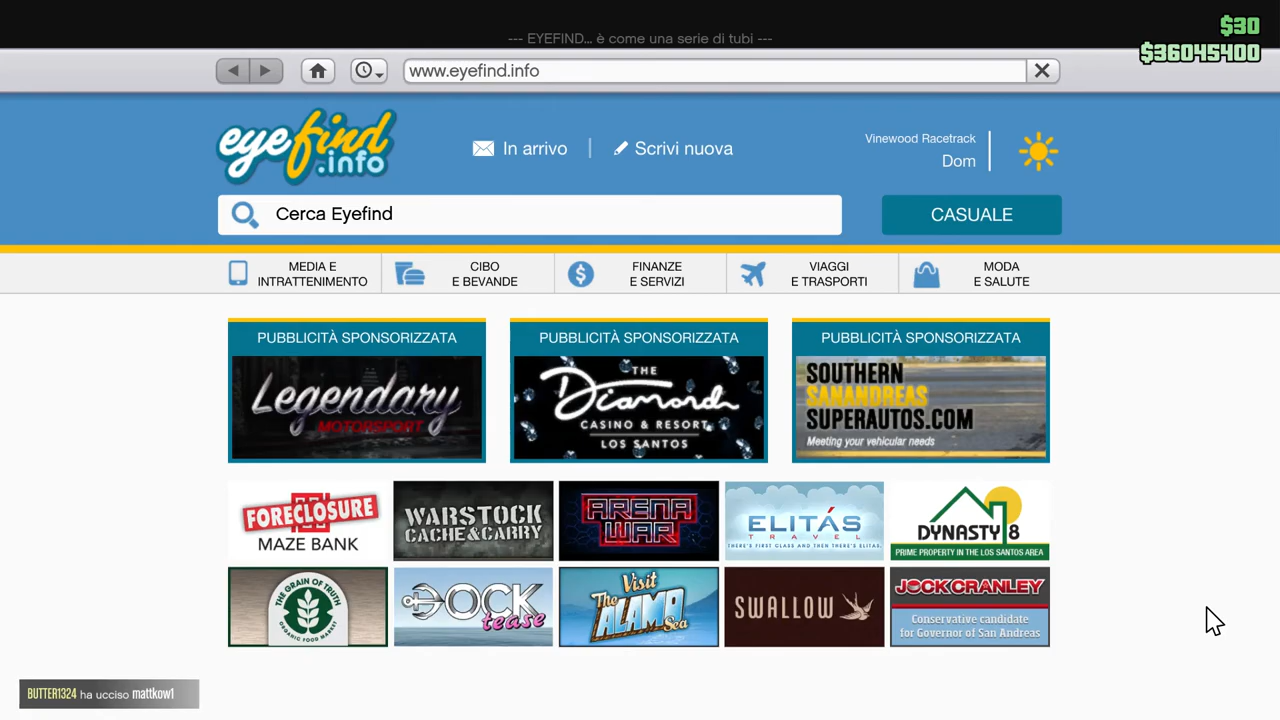 $30
--- EYEFIND... è come una serie di tubi ---
$36045400
www.eyefind.info
eyefind
.info
In arrivo
Scrivi nuova
Vinewood Racetrack
Dom
Cerca Eyefind
CASUALE
MEDIA E
INTRATTENIMENTO
CIBO
E BEVANDE
FINANZE
E SERVIZI
VIAGGI
E TRASPORTI
MODA
E SALUTE
PUBBLICITÀ SPONSORIZZATA
Legendary
MOTORSPORT
PUBBLICITÀ SPONSORIZZATA
THE
Diamond
CASINO & RESORT
LOS SANTOS
PUBBLICITÀ SPONSORIZZATA
SOUTHERN
SANANDREAS
SUPERAUTOS.COM
Meeting your vehicular needs
FORECLOSURE
MAZE BANK
WARSTOCK
CACHE&CARRY
ARENA
WAR
ELITÁS
TRAVEL
THERE'S FIRST CLASS AND THEN THERE'S ELITAS.
DYNASTY 8
PRIME PROPERTY IN THE LOS SANTOS AREA
THE GRAIN OF TRUTH
ORGANIC FOOD MARKET
DOCK
tease
Visit
The
ALAMO
Sea
SWALLOW
JOCK CRANLEY
Conservative candidate
for Governor of San Andreas
BUTTER1324 ha ucciso mattkow1